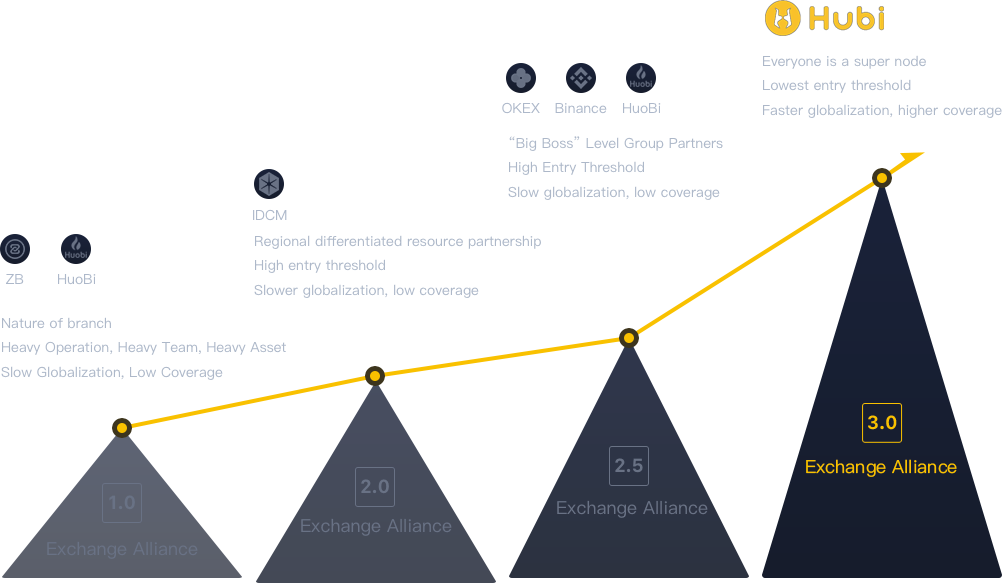 Hubi
Everyone is a super node
Lowest entry threshold
Faster globalization, higher coverage
Huobi
OKEX
Binance
HuoBi
“Big Boss” Level Group Partners
High Entry Threshold
Slow globalization, low coverage
IDCM
Regional differentiated resource partnership
High entry threshold
Slower globalization, low coverage
Huobi
ZB
HuoBi
Nature of branch
Heavy Operation, Heavy Team, Heavy Asset
Slow Globalization, Low Coverage
1.0
Exchange Alliance
2.0
Exchange Alliance
2.5
Exchange Alliance
3.0
Exchange Alliance